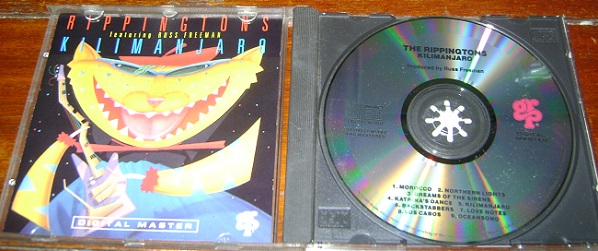 RIPPINGTONS
featuring RUSS FREEMAN
KILIMANJARO
DIGITAL MASTER
GRP
THE RIPPINGTONS
KILIMANJARO
Produced by Russ Freeman
GRP
1. MOROCCO 2. NORTHERN LIGHTS
3. DREAMS OF THE SIRENS
4. KATRINA'S DANCE 5. KILIMANJARO
6. BACKSTABBERS 7. LOVE NOTES
8. LOS CABOS 9. OCEANSONG